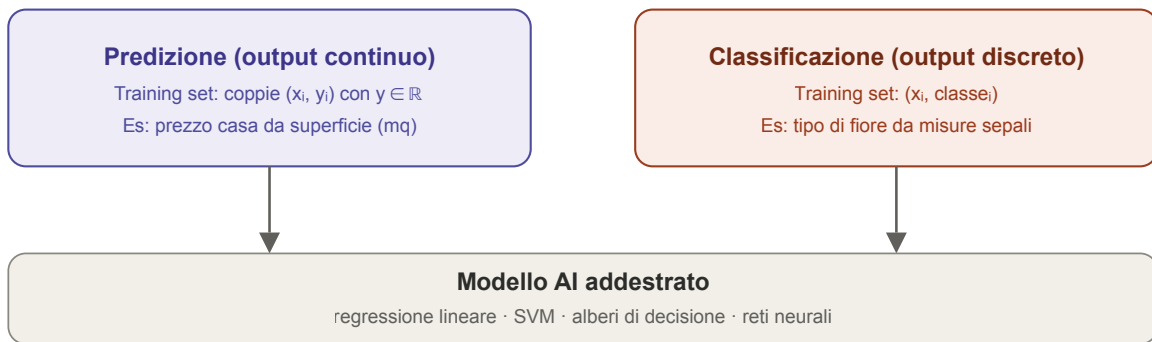 Predizione (output continuo)
Training set: coppie (xᵢ, yᵢ) con y ∈ ℝ
Es: prezzo casa da superficie (mq)
Classificazione (output discreto)
Training set: (xᵢ, classeᵢ)
Es: tipo di fiore da misure sepali
Modello AI addestrato
regressione lineare · SVM · alberi di decisione · reti neurali